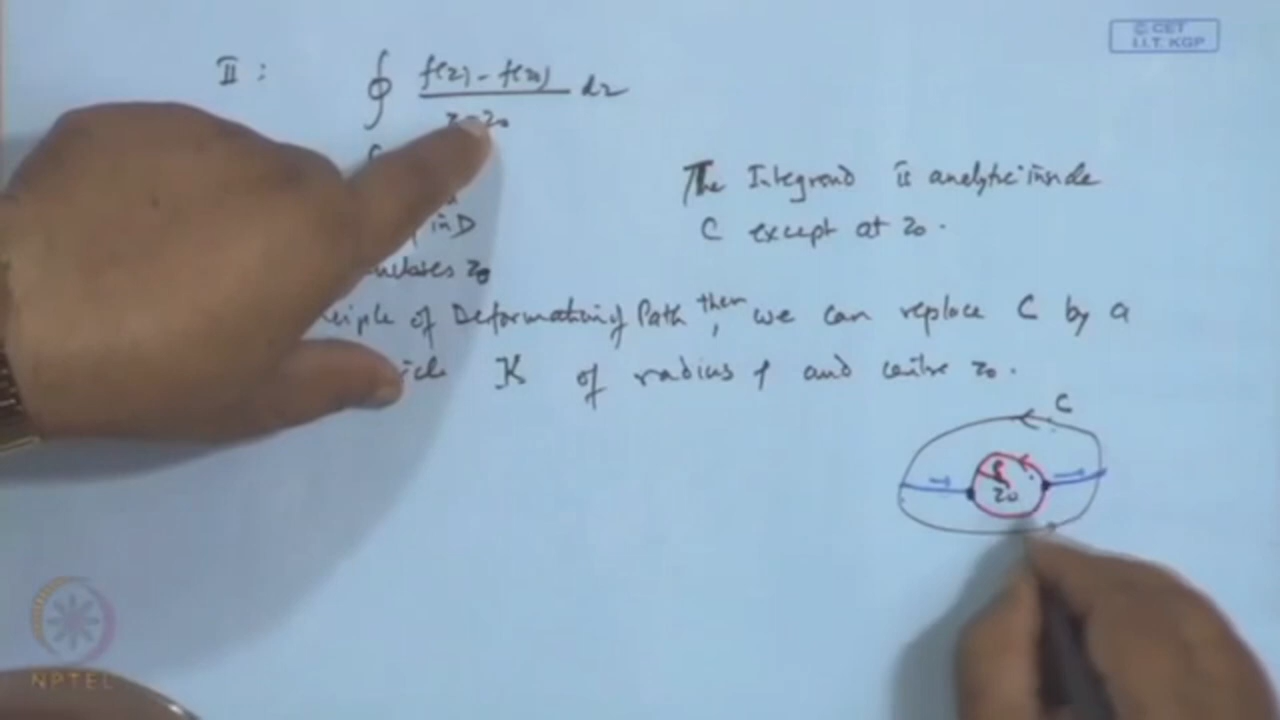 © CET
I.I.T. KGP
II : ∮ f(z) - f(z0) / z-z0 dz
C
The Integrand is analytic inside
in D C except at z0.
z0
of Deformation of Path, then we can replace C by a
K of radius ρ and centre z0.
C
ρ
z0
NPTEL